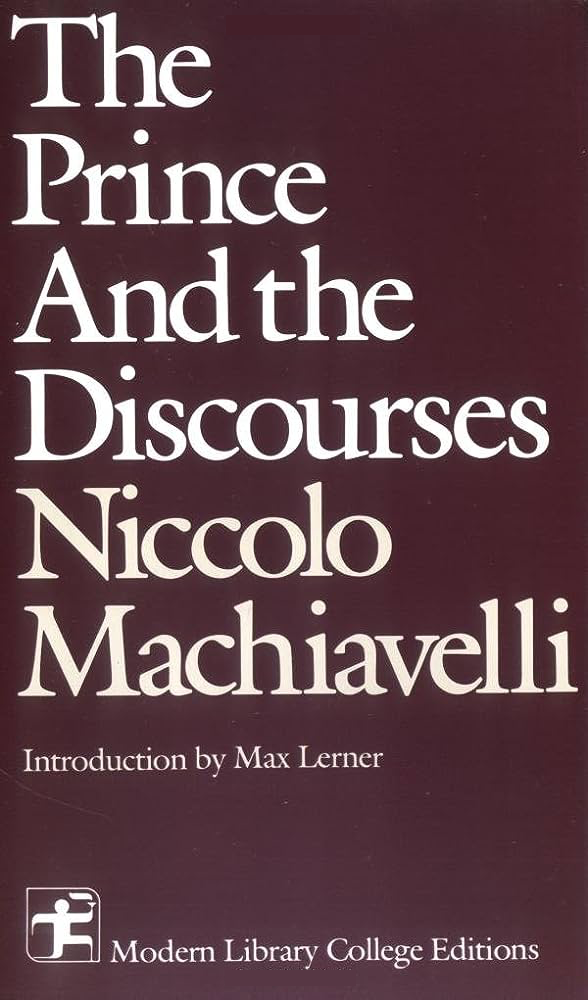 The
Prince
And the
Discourses
Niccolo
Machiavelli
Introduction by Max Lerner
Modern Library College Editions